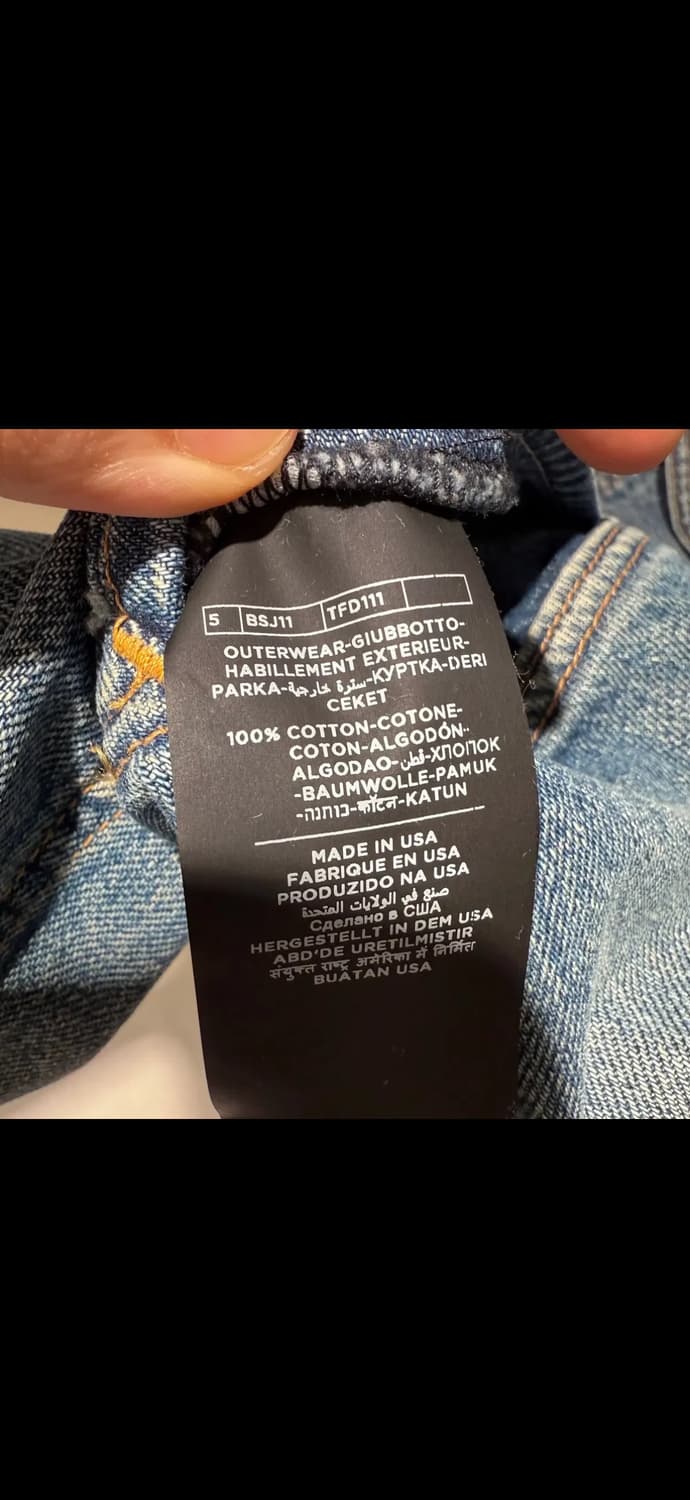 5 BSJ11 TFD111
OUTERWEAR-GIUBBOTTO-
HABILLEMENT EXTERIEUR-
PARKA-سترة خارجية-КУРТКА-DERI
CEKET
100% COTTON-COTONE-
COTON-ALGODÓN-
ALGODAO-قطن-ХЛОПОК
-BAUMWOLLE-PAMUK
-כותנה-कॉटन-KATUN
MADE IN USA
FABRIQUE EN USA
PRODUZIDO NA USA
صنع في الولايات المتحدة
Сделано в США
HERGESTELLT IN DEM USA
ABD'DE URETILMISTIR
संयुक्त राष्ट्र अमेरिका में निर्मित
BUATAN USA